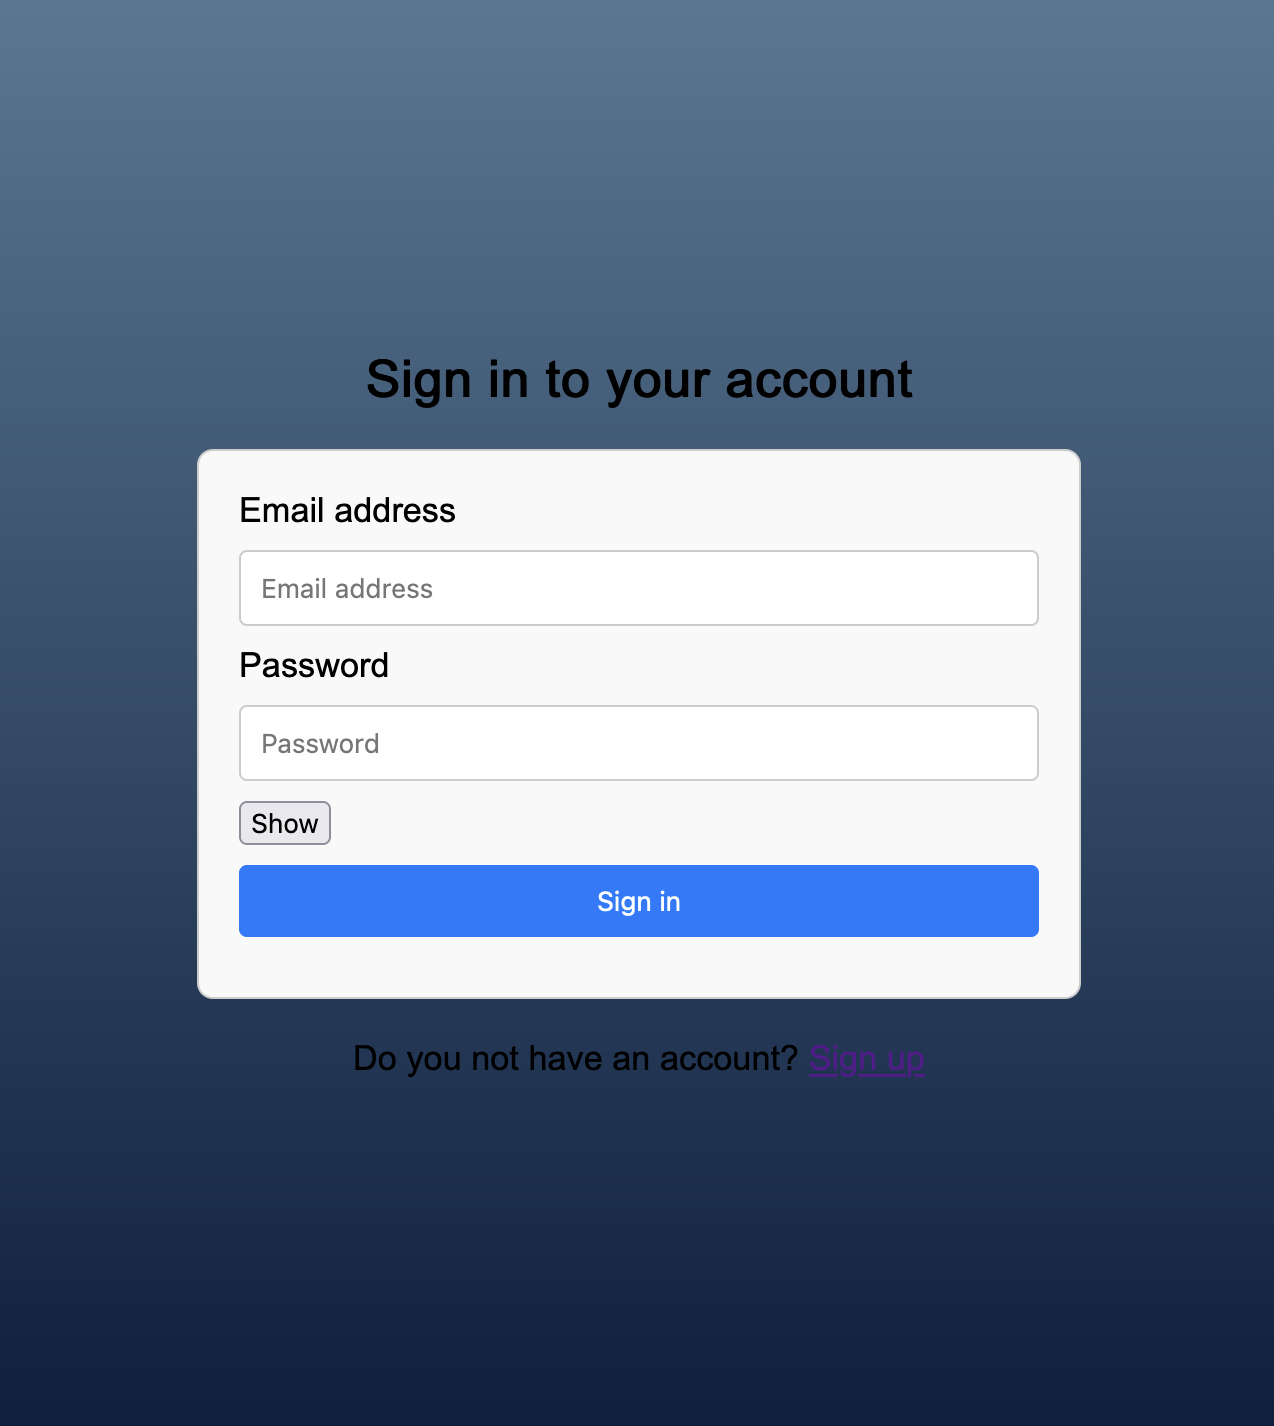 Sign in to your account
Email address
Email address
Password
Password
Show
Sign in
Do you not have an account? Sign up